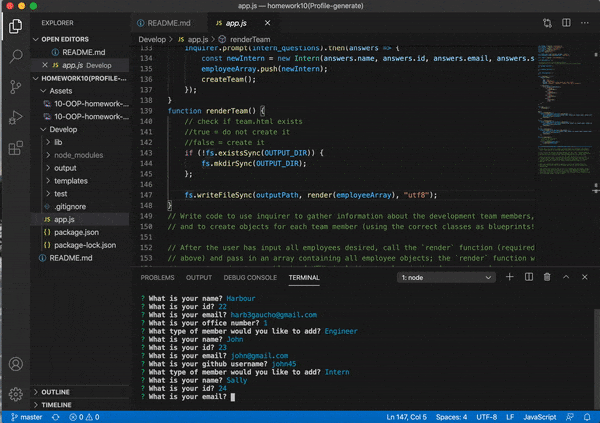 app.js — homework10(Profile-generate)
EXPLORER
OPEN EDITORS
README.md
app.js Develop
HOMEWORK10(PROFILE-...
Assets
10-OOP-homework-...
10-OOP-homework-...
Develop
lib
node_modules
output
templates
test
.gitignore
app.js
package.json
package-lock.json
README.md
OUTLINE
TIMELINE
README.md
app.js
Develop > app.js > renderTeam
133 inquirer.prompt(intern_questions).then(answers => {
134 const newIntern = new Intern(answers.name, answers.id, answers.email, answers.s
135 employeeArray.push(newIntern);
136 createTeam();
137 });
138 }
139 function renderTeam() {
140 // check if team.html exists
141 //true = do not create it
142 //false = create it
143 if (!fs.existsSync(OUTPUT_DIR)) {
144 fs.mkdirSync(OUTPUT_DIR);
145 };
146
147 fs.writeFileSync(outputPath, render(employeeArray), "utf8");
148 }
149 // Write code to use inquirer to gather information about the development team members,
150 // and to create objects for each team member (using the correct classes as blueprints!
151
152 // After the user has input all employees desired, call the `render` function (required
153 // above) and pass in an array containing all employee objects; the `render` function w
PROBLEMS OUTPUT DEBUG CONSOLE TERMINAL
1: node
? What is your name? Harbour
? What is your id? 22
? What is your email? harb3gaucho@gmail.com
? What is your office number? 1
? What type of member would you like to add? Engineer
? What is your name? John
? What is your id? 23
? What is your email? john@gmail.com
? What is your github username? john45
? What type of member would you like to add? Intern
? What is your name? Sally
? What is your id? 24
? What is your email?
master
0 0
Ln 147, Col 5 Spaces: 4 UTF-8 LF JavaScript